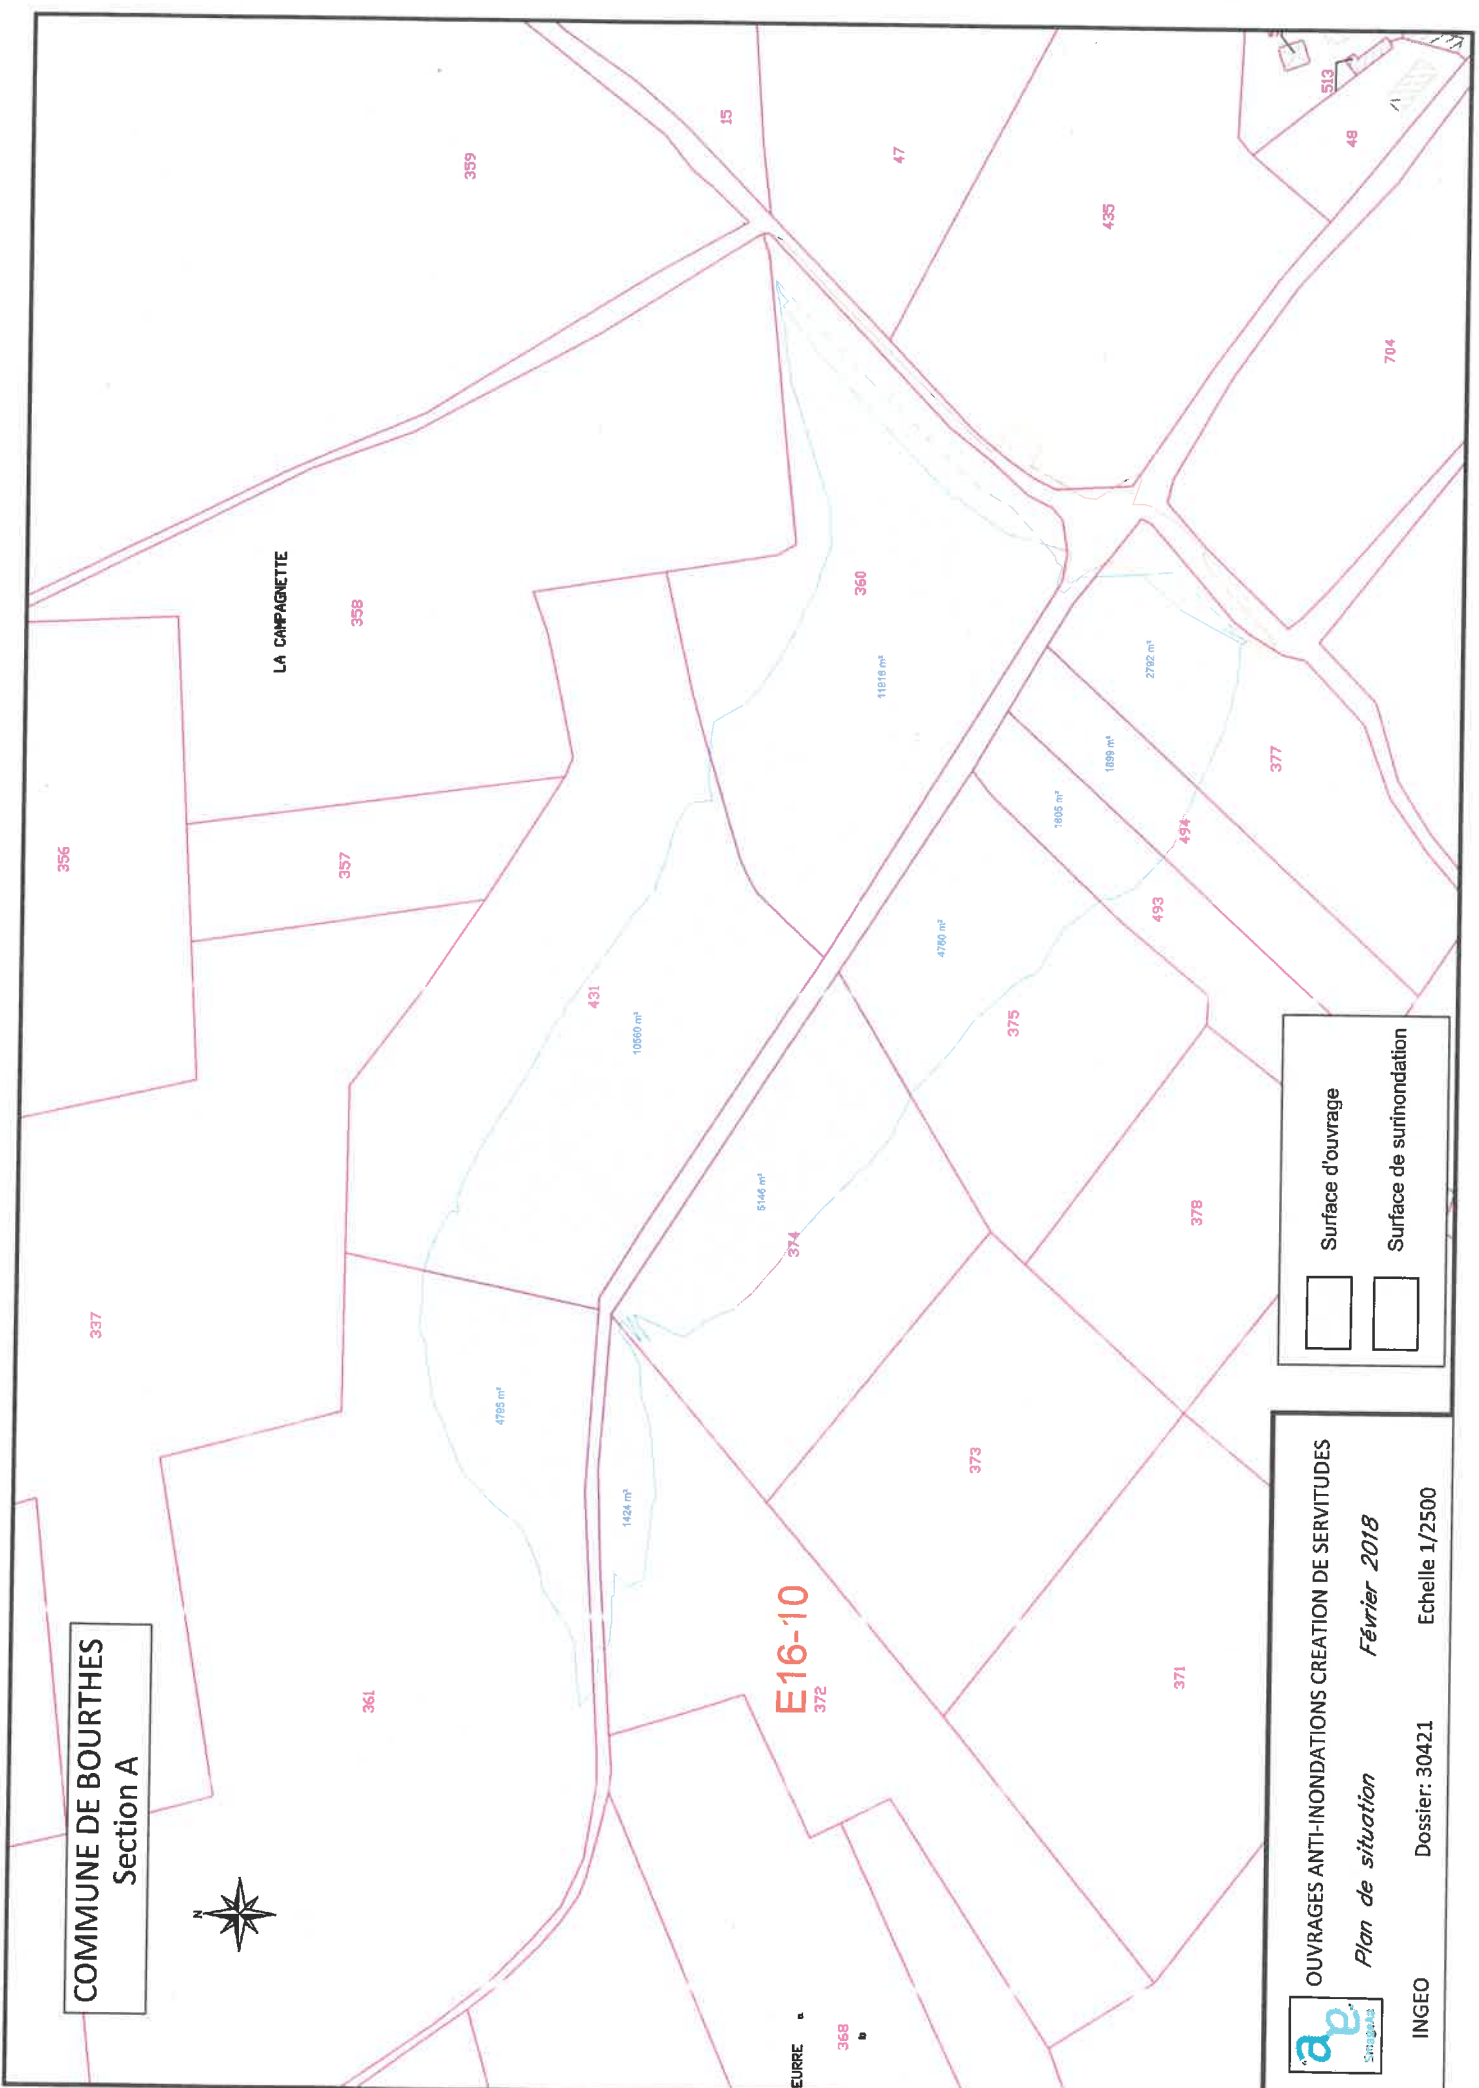 COMMUNE DE BOURTHES
Section A
N
356
337
359
LA CAMPAGNETTE
358
357
361
15
47
435
513
48
704
360
11818 m²
431
10560 m²
4795 m²
1424 m²
5146 m²
374
4760 m²
375
1605 m²
493
1899 m²
494
2792 m²
377
378
373
371
E16-10
372
EURRE
a
368
b
Surface d'ouvrage
Surface de surinondation
OUVRAGES ANTI-INONDATIONS CREATION DE SERVITUDES
Plan de situation
Février 2018
INGEO
Dossier: 30421
Echelle 1/2500
SmageAa